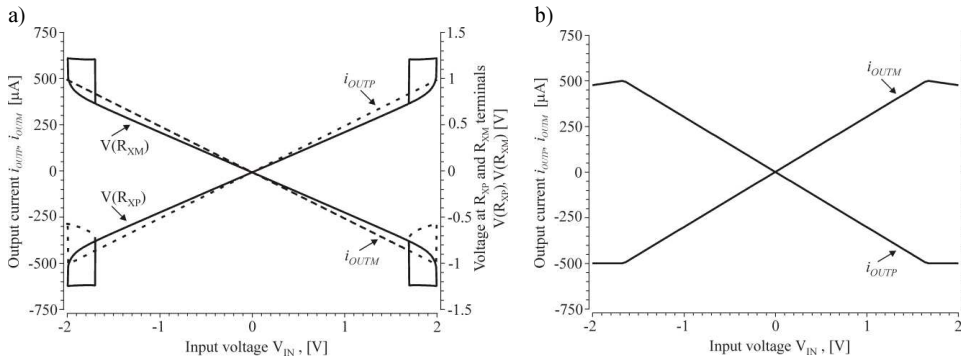 a)
750
500
250
0
-250
-500
-750
Output current i_OUTP, i_OUTM [μA]
1.5
1
0.5
0
-0.5
-1
-1.5
Voltage at R_XP and R_XM terminals
V(R_XP), V(R_XM) [V]
i_OUTP
V(R_XM)
V(R_XP)
i_OUTM
-2
-1
0
1
2
Input voltage V_IN , [V]
b)
750
500
250
0
-250
-500
-750
Output current i_OUTP, i_OUTM [μA]
i_OUTM
i_OUTP
-2
-1
0
1
2
Input voltage V_IN , [V]